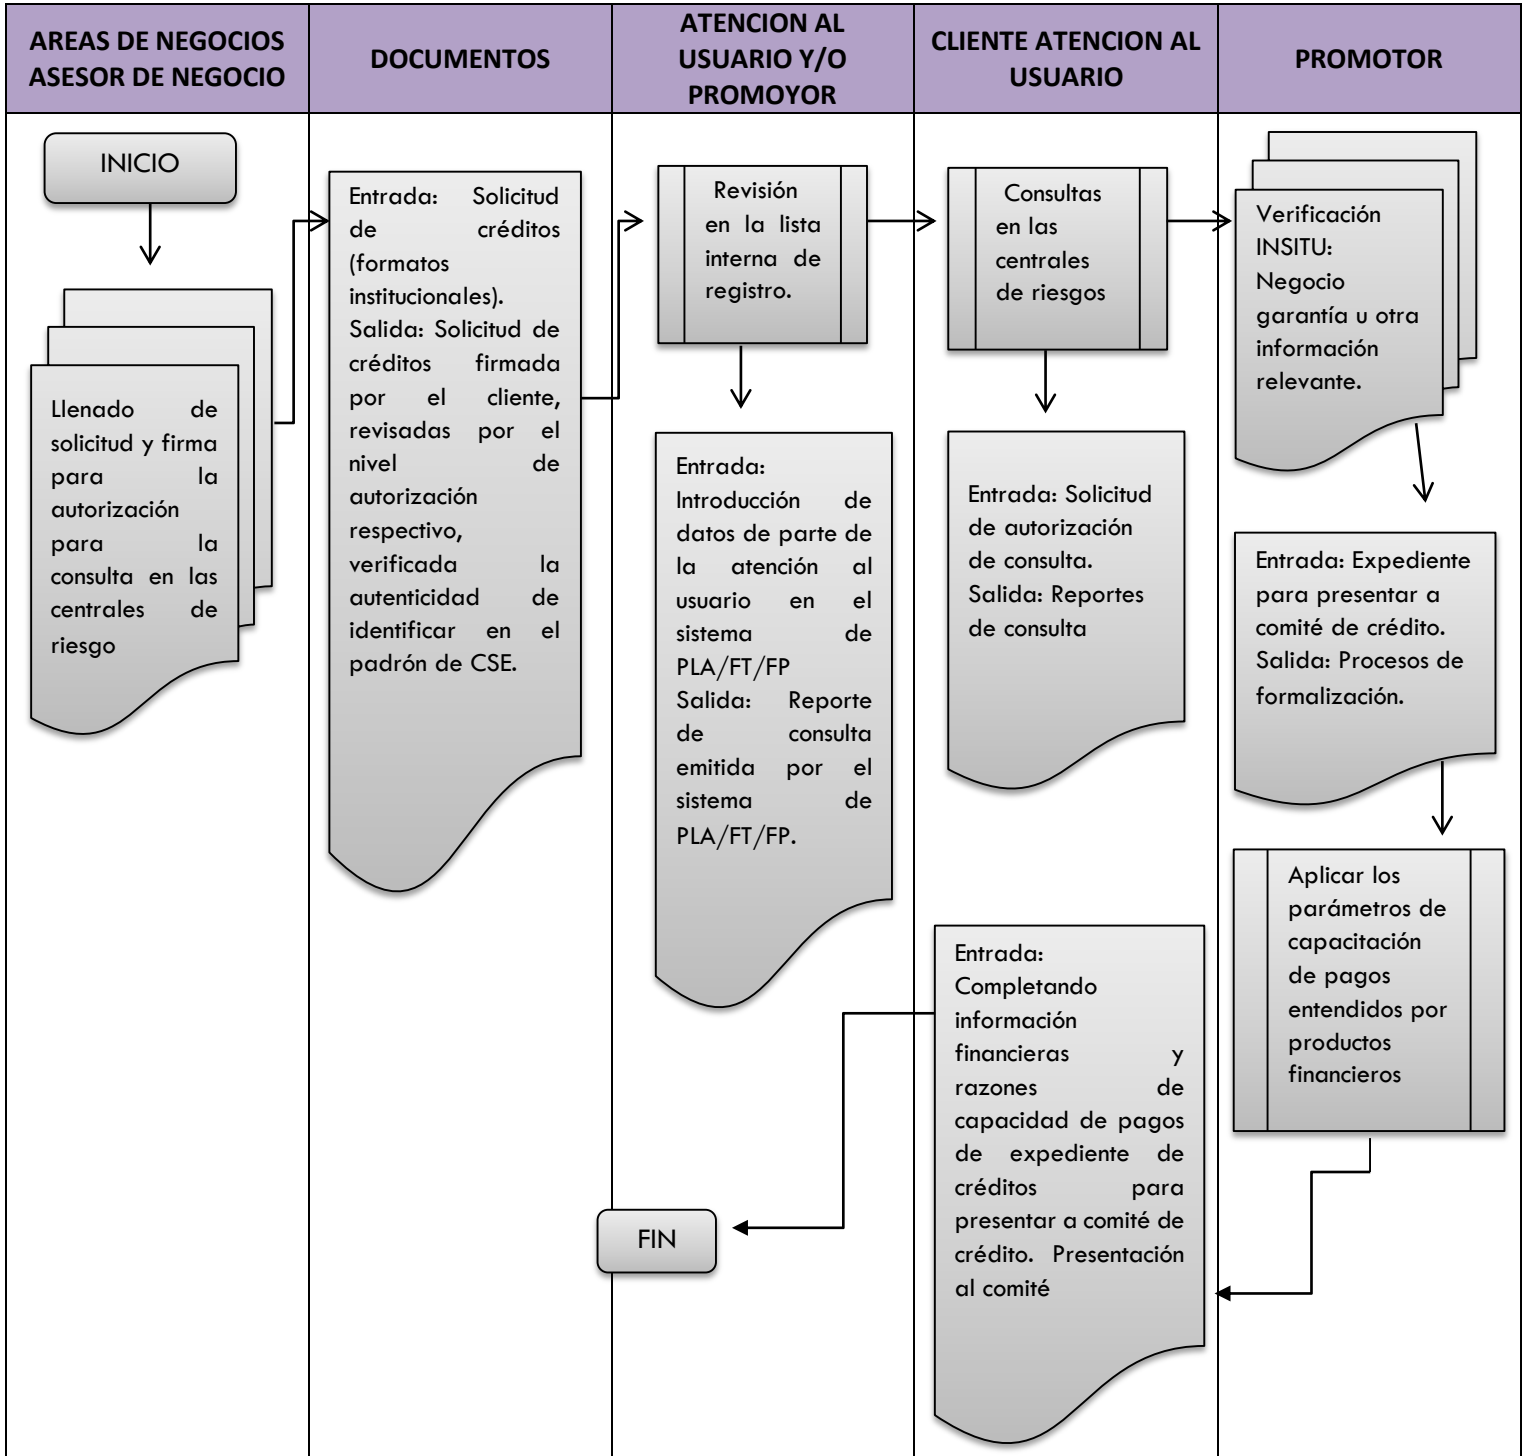 AREAS DE NEGOCIOS
ASESOR DE NEGOCIO
DOCUMENTOS
ATENCION AL
USUARIO Y/O
PROMOYOR
CLIENTE ATENCION AL
USUARIO
PROMOTOR
INICIO
Llenado de
solicitud y firma
para la
autorización
para la
consulta en las
centrales de
riesgo
Entrada: Solicitud
de créditos
(formatos
institucionales).
Salida: Solicitud de
créditos firmada
por el cliente,
revisadas por el
nivel de
autorización
respectivo,
verificada la
autenticidad de
identificar en el
padrón de CSE.
Revisión
en la lista
interna de
registro.
Entrada:
Introducción de
datos de parte de
la atención al
usuario en el
sistema de
PLA/FT/FP
Salida: Reporte
de consulta
emitida por el
sistema de
PLA/FT/FP.
Consultas
en las
centrales
de riesgos
Entrada: Solicitud
de autorización
de consulta.
Salida: Reportes
de consulta
Verificación
INSITU:
Negocio
garantía u otra
información
relevante.
Entrada: Expediente
para presentar a
comité de crédito.
Salida: Procesos de
formalización.
Aplicar los
parámetros de
capacitación
de pagos
entendidos por
productos
financieros
Entrada:
Completando
información
financieras y
razones de
capacidad de pagos
de expediente de
créditos para
presentar a comité de
crédito. Presentación
al comité
FIN